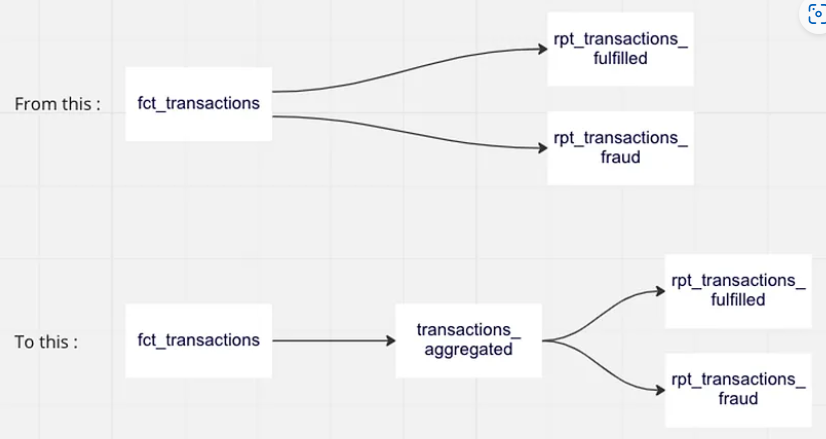 rpt_transactions_
fulfilled
From this :
fct_transactions
rpt_transactions_
fraud
rpt_transactions_
fulfilled
To this :
fct_transactions
transactions_
aggregated
rpt_transactions_
fraud